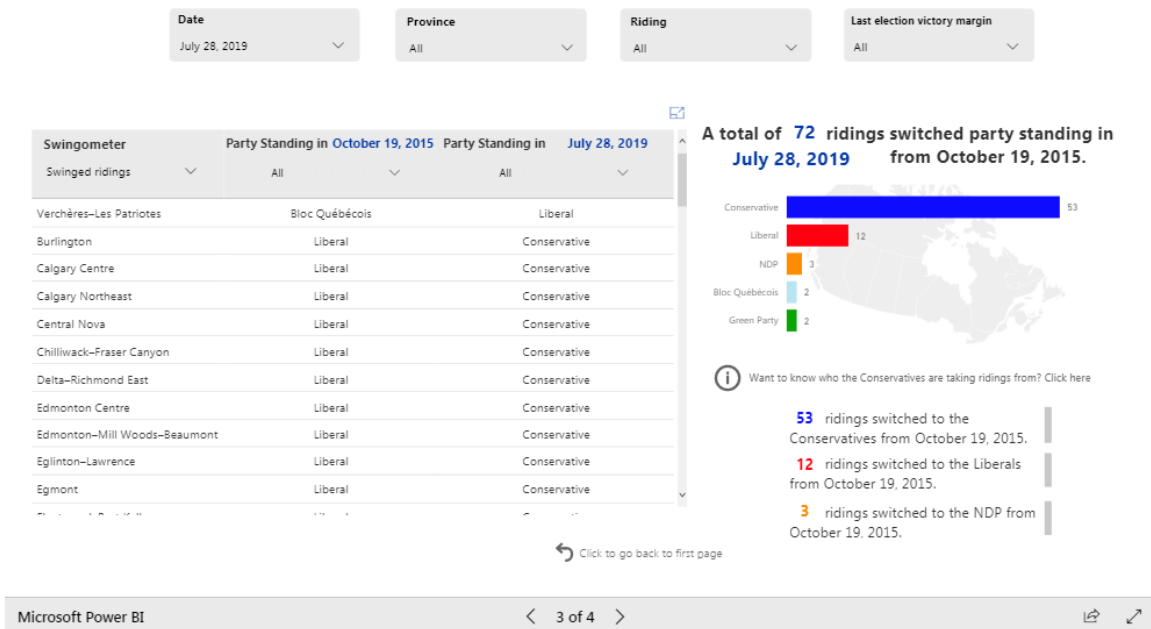 Date
July 28, 2019
Province
All
Riding
All
Last election victory margin
All
Swingometer
Swinged ridings
Party Standing in October 19, 2015
All
Party Standing in July 28, 2019
All
Verchères–Les Patriotes Bloc Québécois Liberal
Burlington Liberal Conservative
Calgary Centre Liberal Conservative
Calgary Northeast Liberal Conservative
Central Nova Liberal Conservative
Chilliwack–Fraser Canyon Liberal Conservative
Delta–Richmond East Liberal Conservative
Edmonton Centre Liberal Conservative
Edmonton–Mill Woods–Beaumont Liberal Conservative
Eglinton–Lawrence Liberal Conservative
Egmont Liberal Conservative
A total of 72 ridings switched party standing in
July 28, 2019 from October 19, 2015.
Conservative 53
Liberal 12
NDP 3
Bloc Québécois 2
Green Party 2
Want to know who the Conservatives are taking ridings from? Click here
53 ridings switched to the
Conservatives from October 19, 2015.
12 ridings switched to the Liberals
from October 19, 2015.
3 ridings switched to the NDP from
October 19, 2015.
Click to go back to first page
Microsoft Power BI
3 of 4